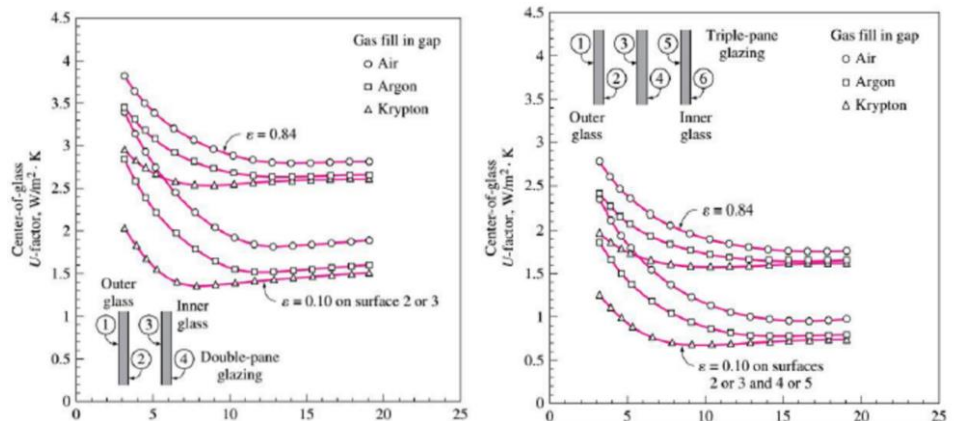 4.5
4
3.5
3
2.5
2
1.5
1
0.5
0
Center-of-glass
U-factor, W/m² · K
Gas fill in gap
Air
Argon
Krypton
ε = 0.84
ε = 0.10 on surface 2 or 3
Outer
glass
Inner
glass
1
3
2
4
Double-pane
glazing
0 5 10 15 20 25
4.5
4
3.5
3
2.5
2
1.5
1
0.5
0
Center-of-glass
U-factor, W/m² · K
1
3
5
2
4
6
Triple-pane
glazing
Outer
glass
Inner
glass
Gas fill in gap
Air
Argon
Krypton
ε = 0.84
ε = 0.10 on surfaces
2 or 3 and 4 or 5
0 5 10 15 20 25